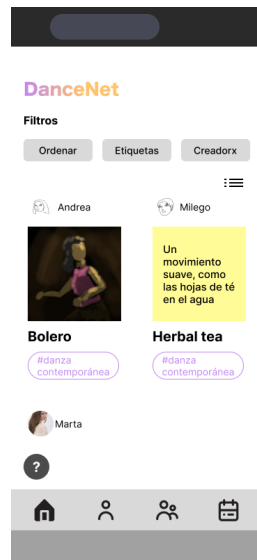 DanceNet
Filtros
Ordenar
Etiquetas
Creadorx
Andrea
Milego
Un
movimiento
suave, como
las hojas de té
en el agua
Bolero
Herbal tea
#danza
contemporánea
#danza
contemporánea
Marta
?